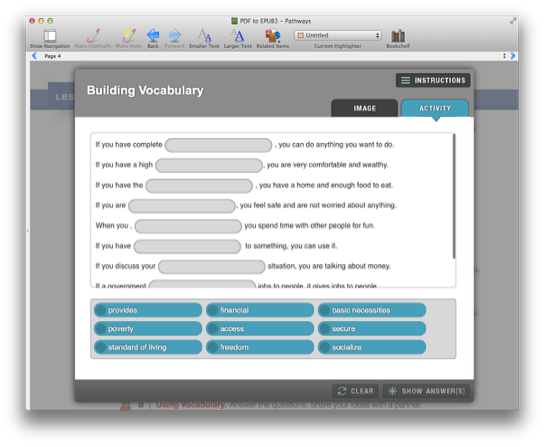 PDF to EPUB3 – Pathways
Show Navigation Make Highlight Make Note Back Forward Smaller Text Larger Text Related Items Untitled Current Highlighter Bookshelf
Page 4
INSTRUCTIONS
Building Vocabulary
LES
IMAGE ACTIVITY
If you have complete , you can do anything you want to do.
If you have a high , you are very comfortable and wealthy.
If you have the , you have a home and enough food to eat.
If you are , you feel safe and are not worried about anything.
When you , you spend time with other people for fun.
If you have to something, you can use it.
If you discuss your situation, you are talking about money.
If a government jobs to people, it gives jobs to people
provides financial basic necessities
poverty access secure
standard of living freedom socialize
CLEAR SHOW ANSWER(S)
B Using Vocabulary. Answer the questions. Share your ideas with a partner.